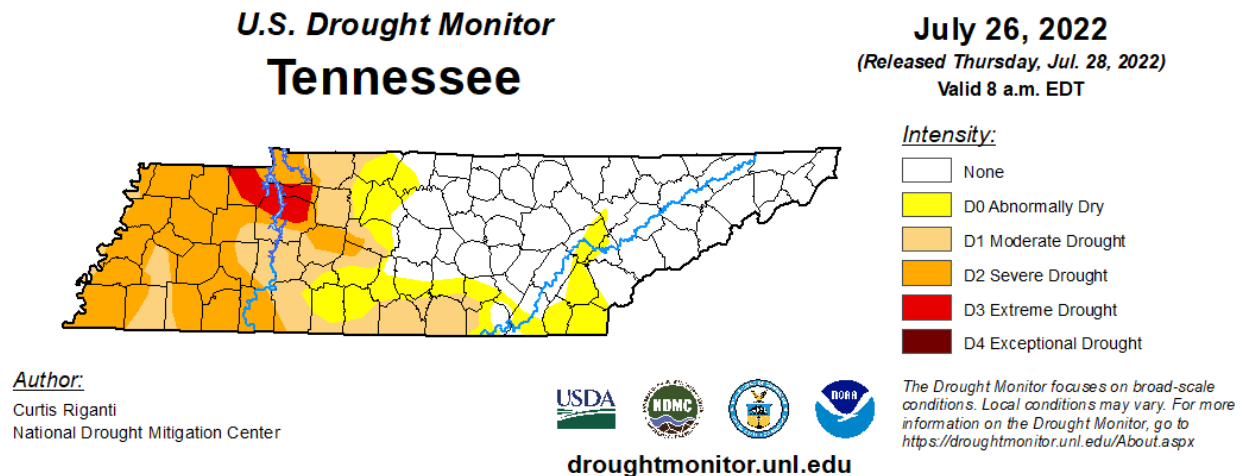 U.S. Drought Monitor
Tennessee
July 26, 2022
(Released Thursday, Jul. 28, 2022)
Valid 8 a.m. EDT
Intensity:
None
D0 Abnormally Dry
D1 Moderate Drought
D2 Severe Drought
D3 Extreme Drought
D4 Exceptional Drought
Author:
Curtis Riganti
National Drought Mitigation Center
USDA
NDMC
NOAA
The Drought Monitor focuses on broad-scale
conditions. Local conditions may vary. For more
information on the Drought Monitor, go to
https://droughtmonitor.unl.edu/About.aspx
droughtmonitor.unl.edu